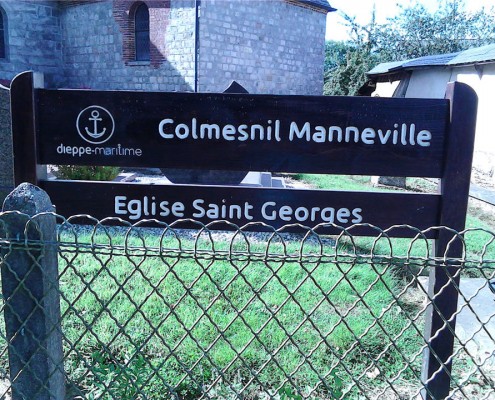 Colmesnil Manneville
dieppe-maritime
Eglise Saint Georges